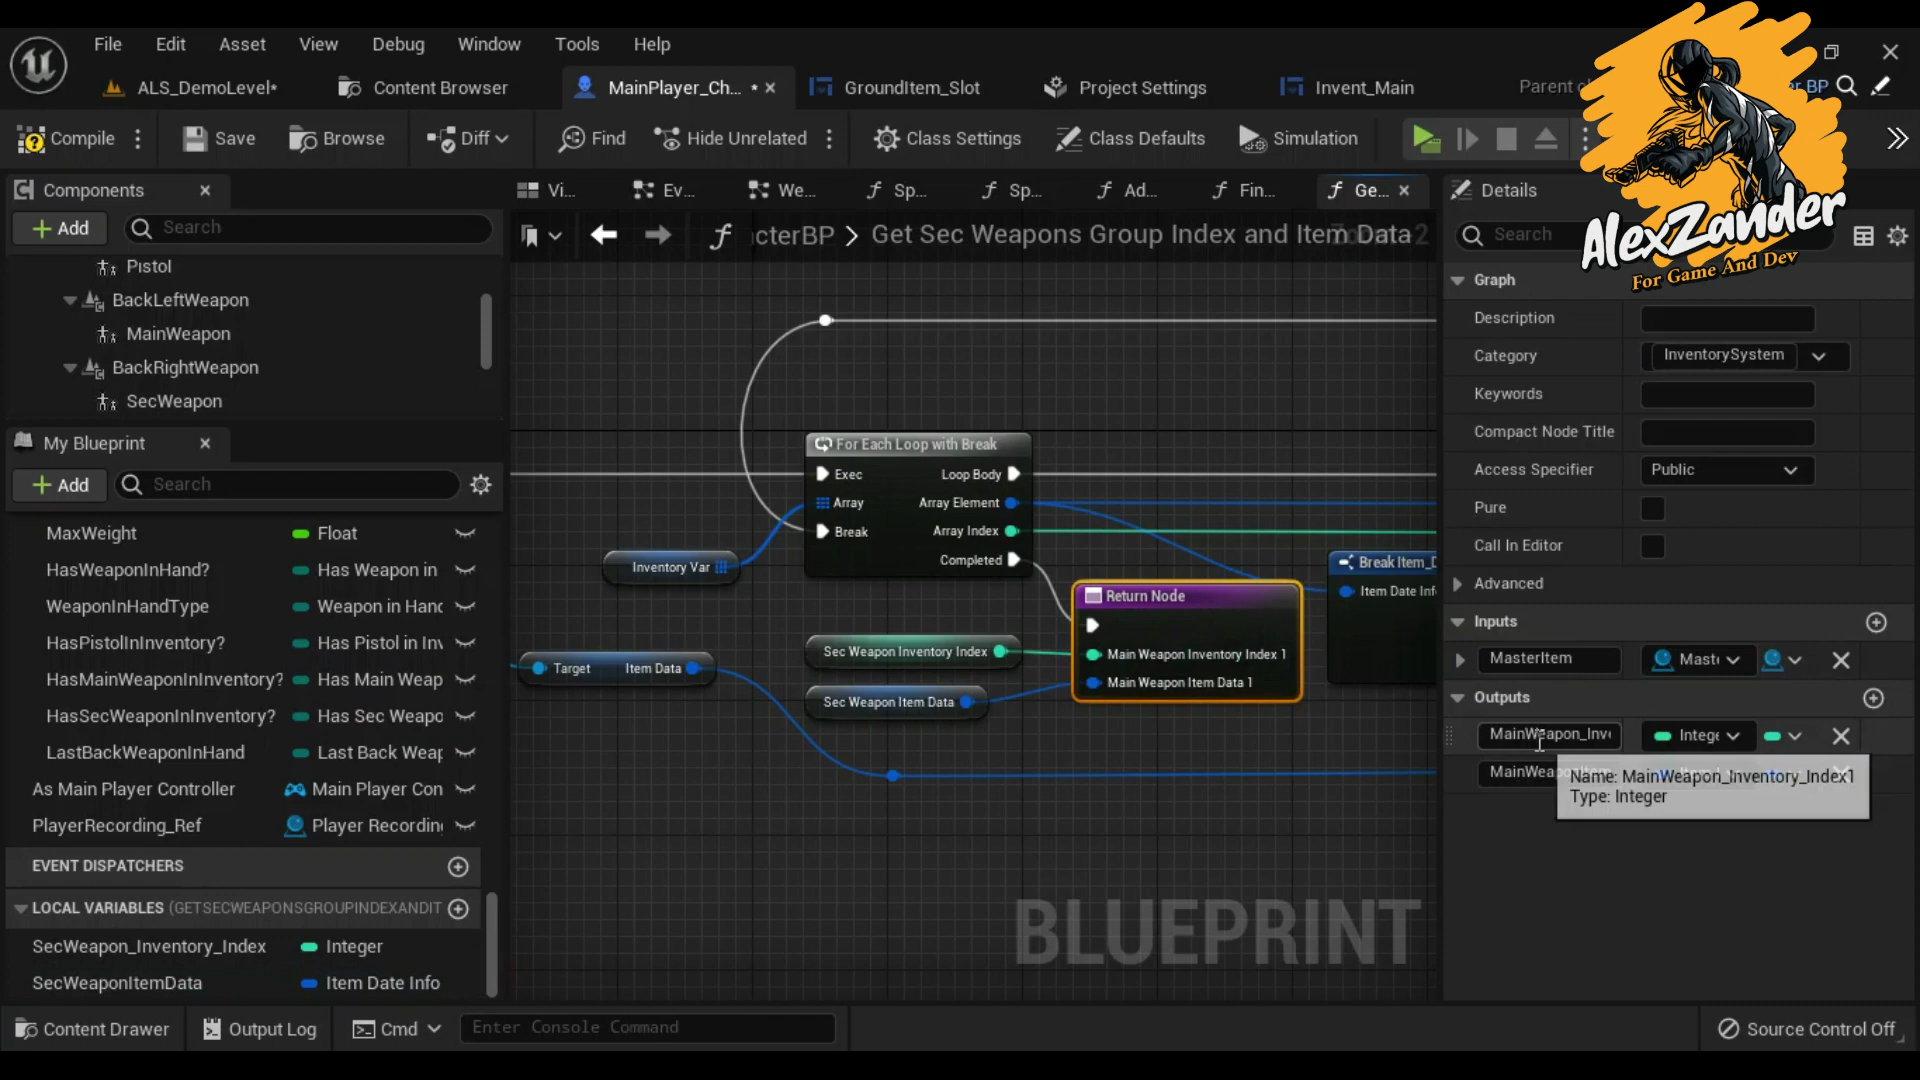 File Edit Asset View Debug Window Tools Help
ALS_DemoLevel* Content Browser MainPlayer_Ch... * GroundItem_Slot Project Settings Invent_Main Parent
Compile Save Browse Diff Find Hide Unrelated Class Settings Class Defaults Simulation
AlexZander
For Game And Dev
Components
Add Search
Pistol
BackLeftWeapon
MainWeapon
BackRightWeapon
SecWeapon
My Blueprint
Add Search
MaxWeight Float
HasWeaponInHand? Has Weapon in
WeaponInHandType Weapon in Hand
HasPistolInInventory? Has Pistol in Inv
HasMainWeaponInInventory? Has Main Weap
HasSecWeaponInInventory? Has Sec Weapo
LastBackWeaponInHand Last Back Weap
As Main Player Controller Main Player Con
PlayerRecording_Ref Player Recording
EVENT DISPATCHERS
LOCAL VARIABLES (GETSECWEAPONSGROUPINDEXANDIT
SecWeapon_Inventory_Index Integer
SecWeaponItemData Item Date Info
Vi... Ev... We... Sp... Sp... Ad... Fin... Ge...
cterBP > Get Sec Weapons Group Index and Item Data
For Each Loop with Break
Exec Loop Body
Array Array Element
Array Index
Break
Completed
Inventory Var
Target Item Data
Sec Weapon Inventory Index
Sec Weapon Item Data
Return Node
Main Weapon Inventory Index 1
Main Weapon Item Data 1
Break Item_D
Item Date Inf
BLUEPRINT
Details
Search
Graph
Description
Category InventorySystem
Keywords
Compact Node Title
Access Specifier Public
Pure
Call In Editor
Advanced
Inputs
MasterItem Maste
Outputs
MainWeapon_Inve Intege
Name: MainWeapon_Inventory_Index1
Type: Integer
Content Drawer Output Log Cmd Enter Console Command Source Control Off